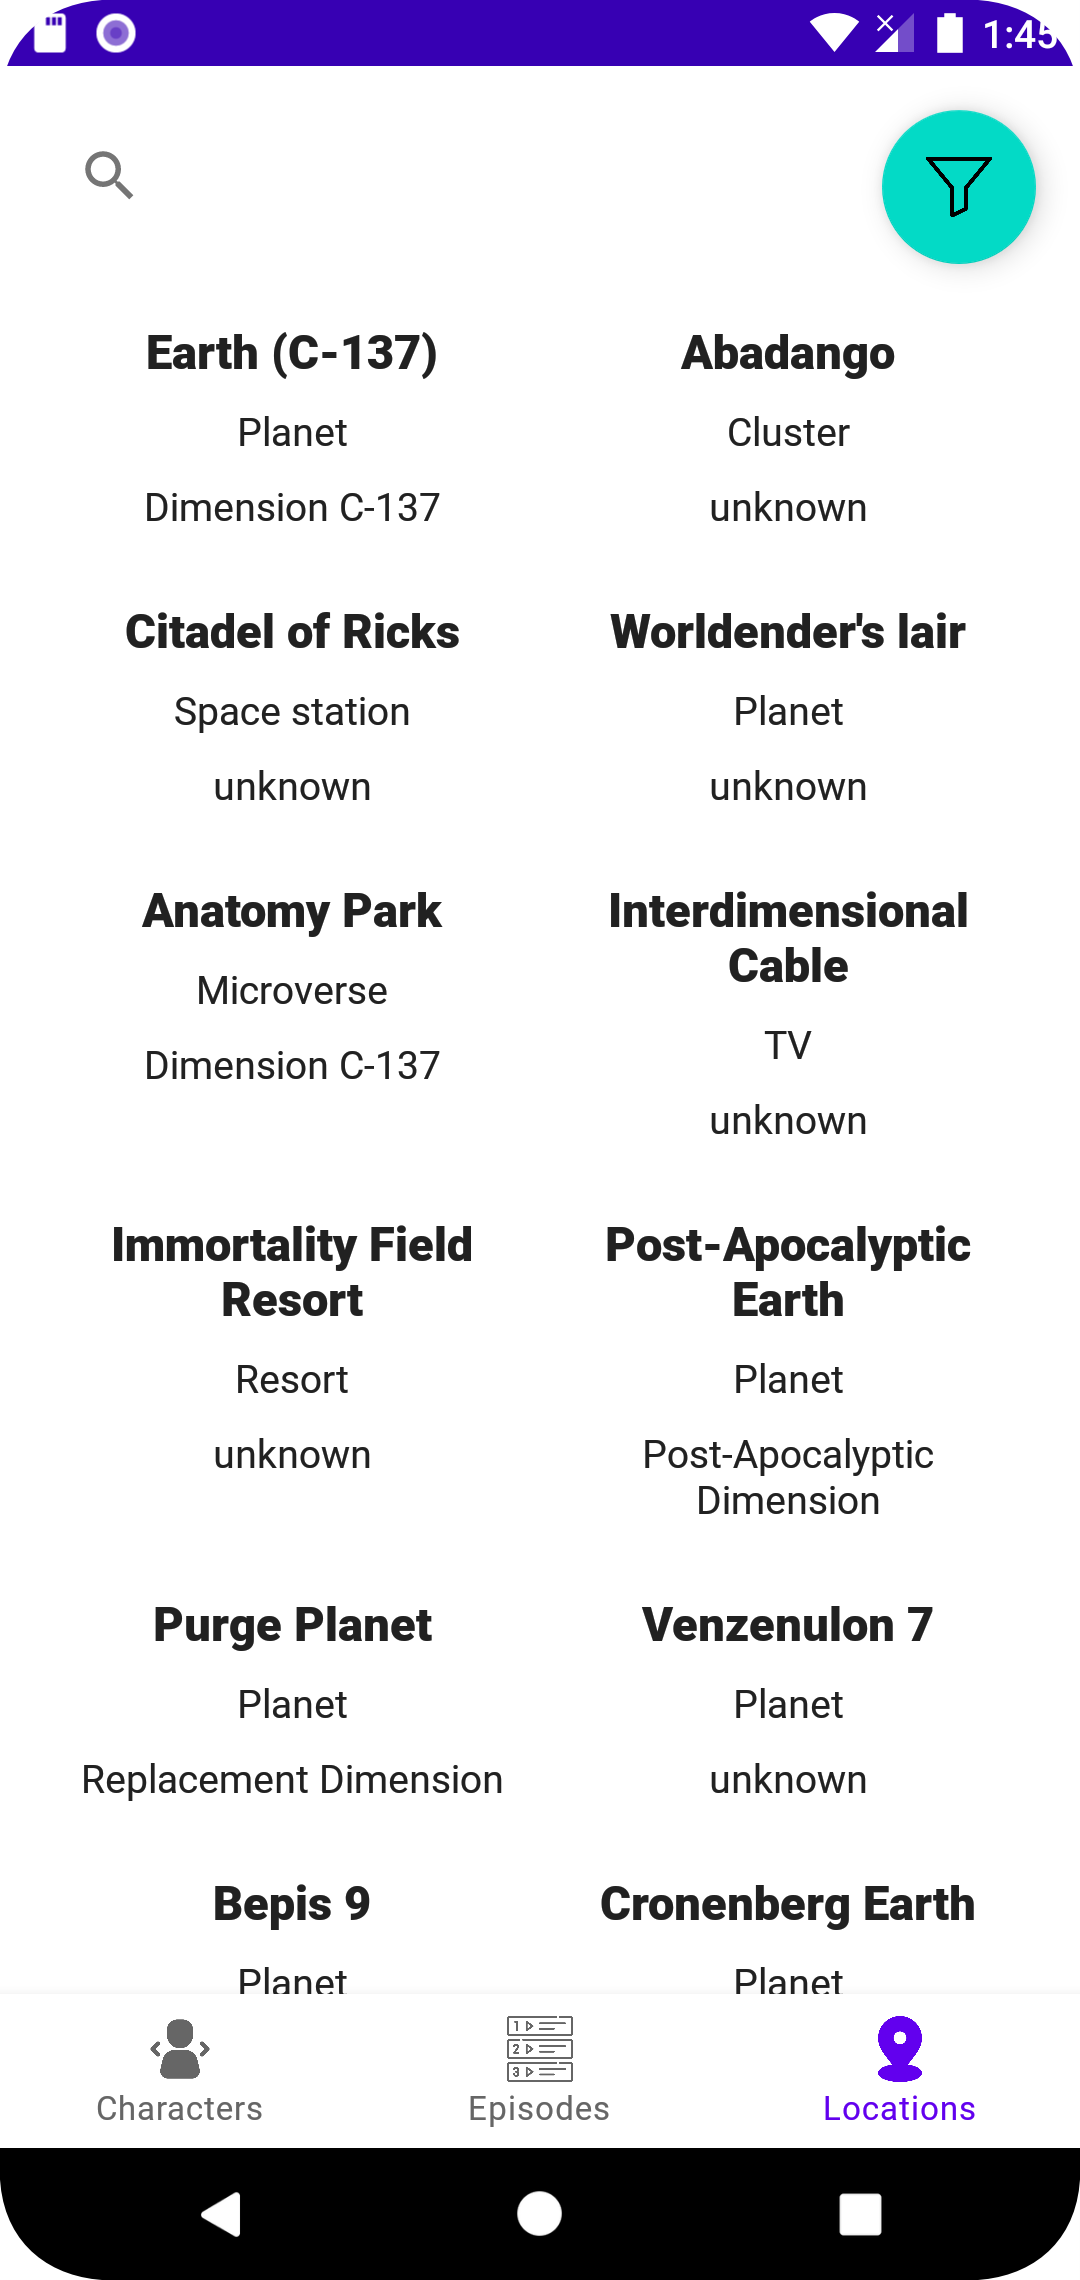 1:45
Earth (C-137)
Planet
Dimension C-137
Abadango
Cluster
unknown
Citadel of Ricks
Space station
unknown
Worldender's lair
Planet
unknown
Anatomy Park
Microverse
Dimension C-137
Interdimensional
Cable
TV
unknown
Immortality Field
Resort
Resort
unknown
Post-Apocalyptic
Earth
Planet
Post-Apocalyptic
Dimension
Purge Planet
Planet
Replacement Dimension
Venzenulon 7
Planet
unknown
Bepis 9
Planet
Cronenberg Earth
Planet
1
2
3
Characters
Episodes
Locations